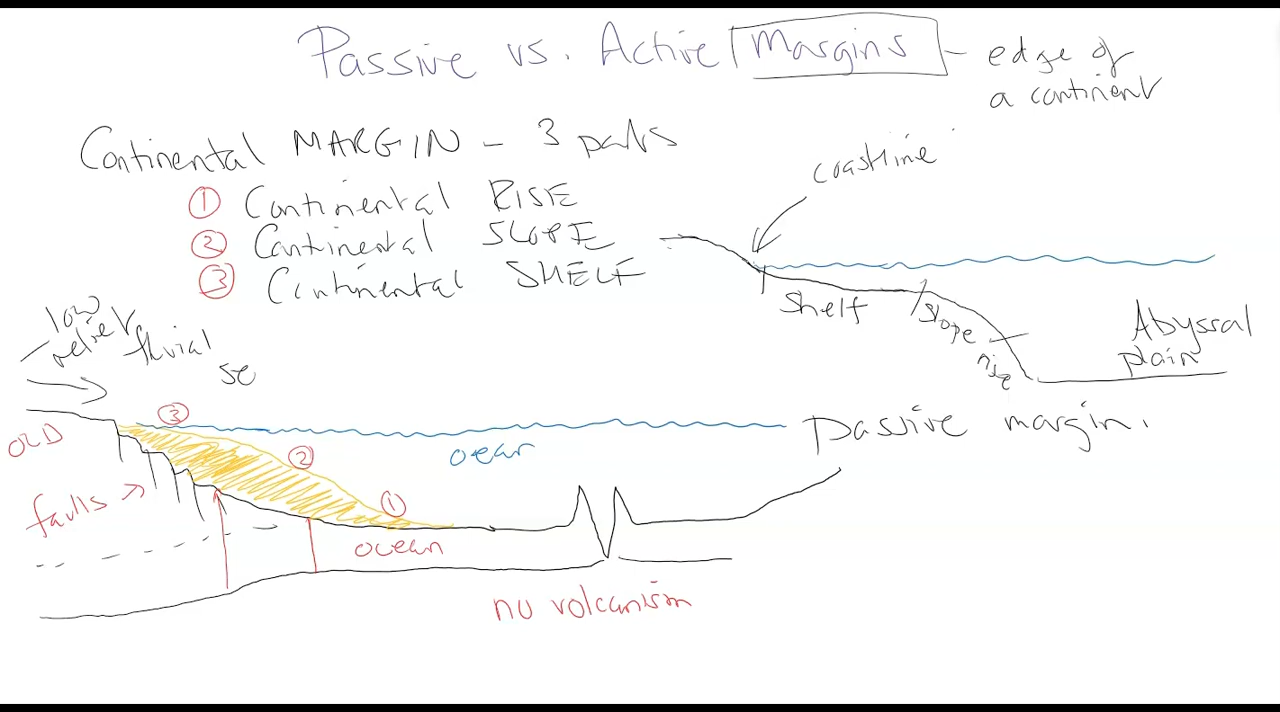 Passive vs. Active Margins - edge of
a continent
Continental MARGIN - 3 parts
① Continental RISE
② Continental SLOPE
③ Continental SHELF
coastline
shelf
slope
rise
Abyssal
plain
low
relief
fluvial
se
OLD
③
②
①
ocean
passive margin.
faults
ocean
no volcanism